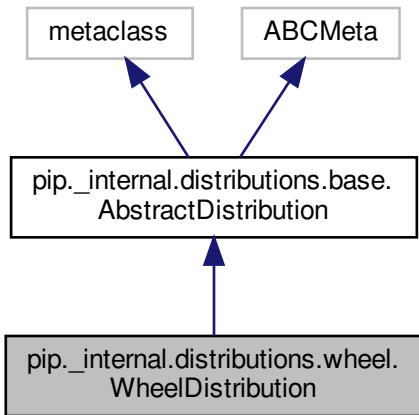 metaclass
ABCMeta
pip._internal.distributions.base.
AbstractDistribution
pip._internal.distributions.wheel.
WheelDistribution